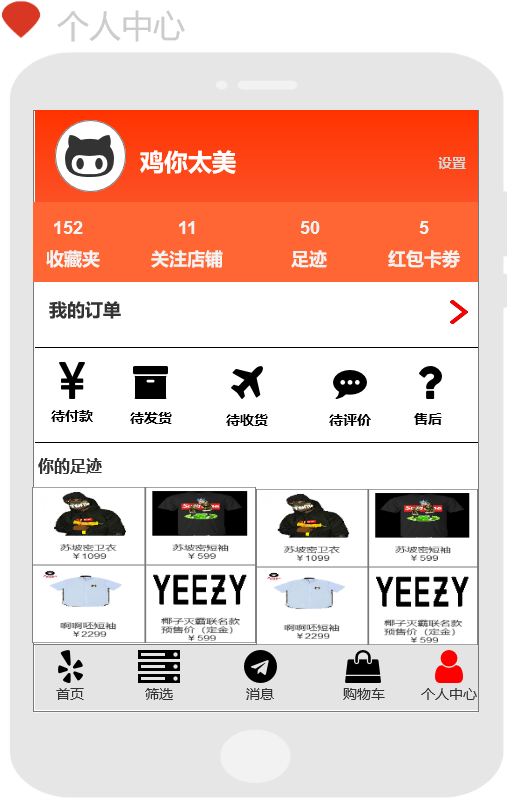 个人中心
鸡你太美
设置
152 11 50 5
收藏夹 关注店铺 足迹 红包卡券
我的订单
待付款 待发货 待收货 待评价 售后
你的足迹
苏坡密卫衣 苏坡密短袖 苏坡密卫衣 苏坡密短袖
￥1099 ￥599 ￥1099 ￥599
YEEZY YEEZY
啊啊呸短袖 椰子灭霸联名款 啊啊呸短袖 椰子灭霸联名款
￥2299 预售价（定金） ￥2299 预售价（定金）
￥599 ￥599
首页 筛选 消息 购物车 个人中心